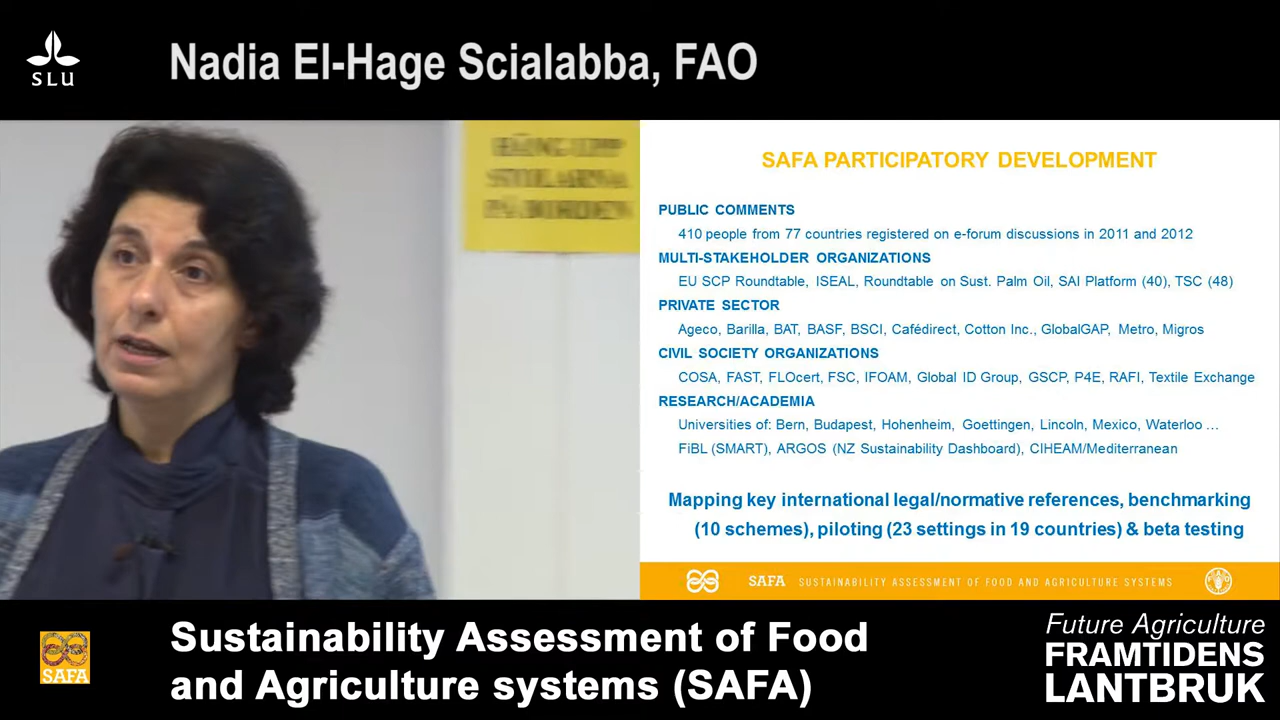 SLU
Nadia El-Hage Scialabba, FAO
HÄNG UPP
STOLARNA
PÅ BORDEN
SAFA PARTICIPATORY DEVELOPMENT
PUBLIC COMMENTS
410 people from 77 countries registered on e-forum discussions in 2011 and 2012
MULTI-STAKEHOLDER ORGANIZATIONS
EU SCP Roundtable, ISEAL, Roundtable on Sust. Palm Oil, SAI Platform (40), TSC (48)
PRIVATE SECTOR
Ageco, Barilla, BAT, BASF, BSCI, Cafédirect, Cotton Inc., GlobalGAP, Metro, Migros
CIVIL SOCIETY ORGANIZATIONS
COSA, FAST, FLOcert, FSC, IFOAM, Global ID Group, GSCP, P4E, RAFI, Textile Exchange
RESEARCH/ACADEMIA
Universities of: Bern, Budapest, Hohenheim, Goettingen, Lincoln, Mexico, Waterloo ...
FiBL (SMART), ARGOS (NZ Sustainability Dashboard), CIHEAM/Mediterranean
Mapping key international legal/normative references, benchmarking
(10 schemes), piloting (23 settings in 19 countries) & beta testing
SAFA SUSTAINABILITY ASSESSMENT OF FOOD AND AGRICULTURE SYSTEMS
SAFA
Sustainability Assessment of Food
and Agriculture systems (SAFA)
Future Agriculture
FRAMTIDENS
LANTBRUK